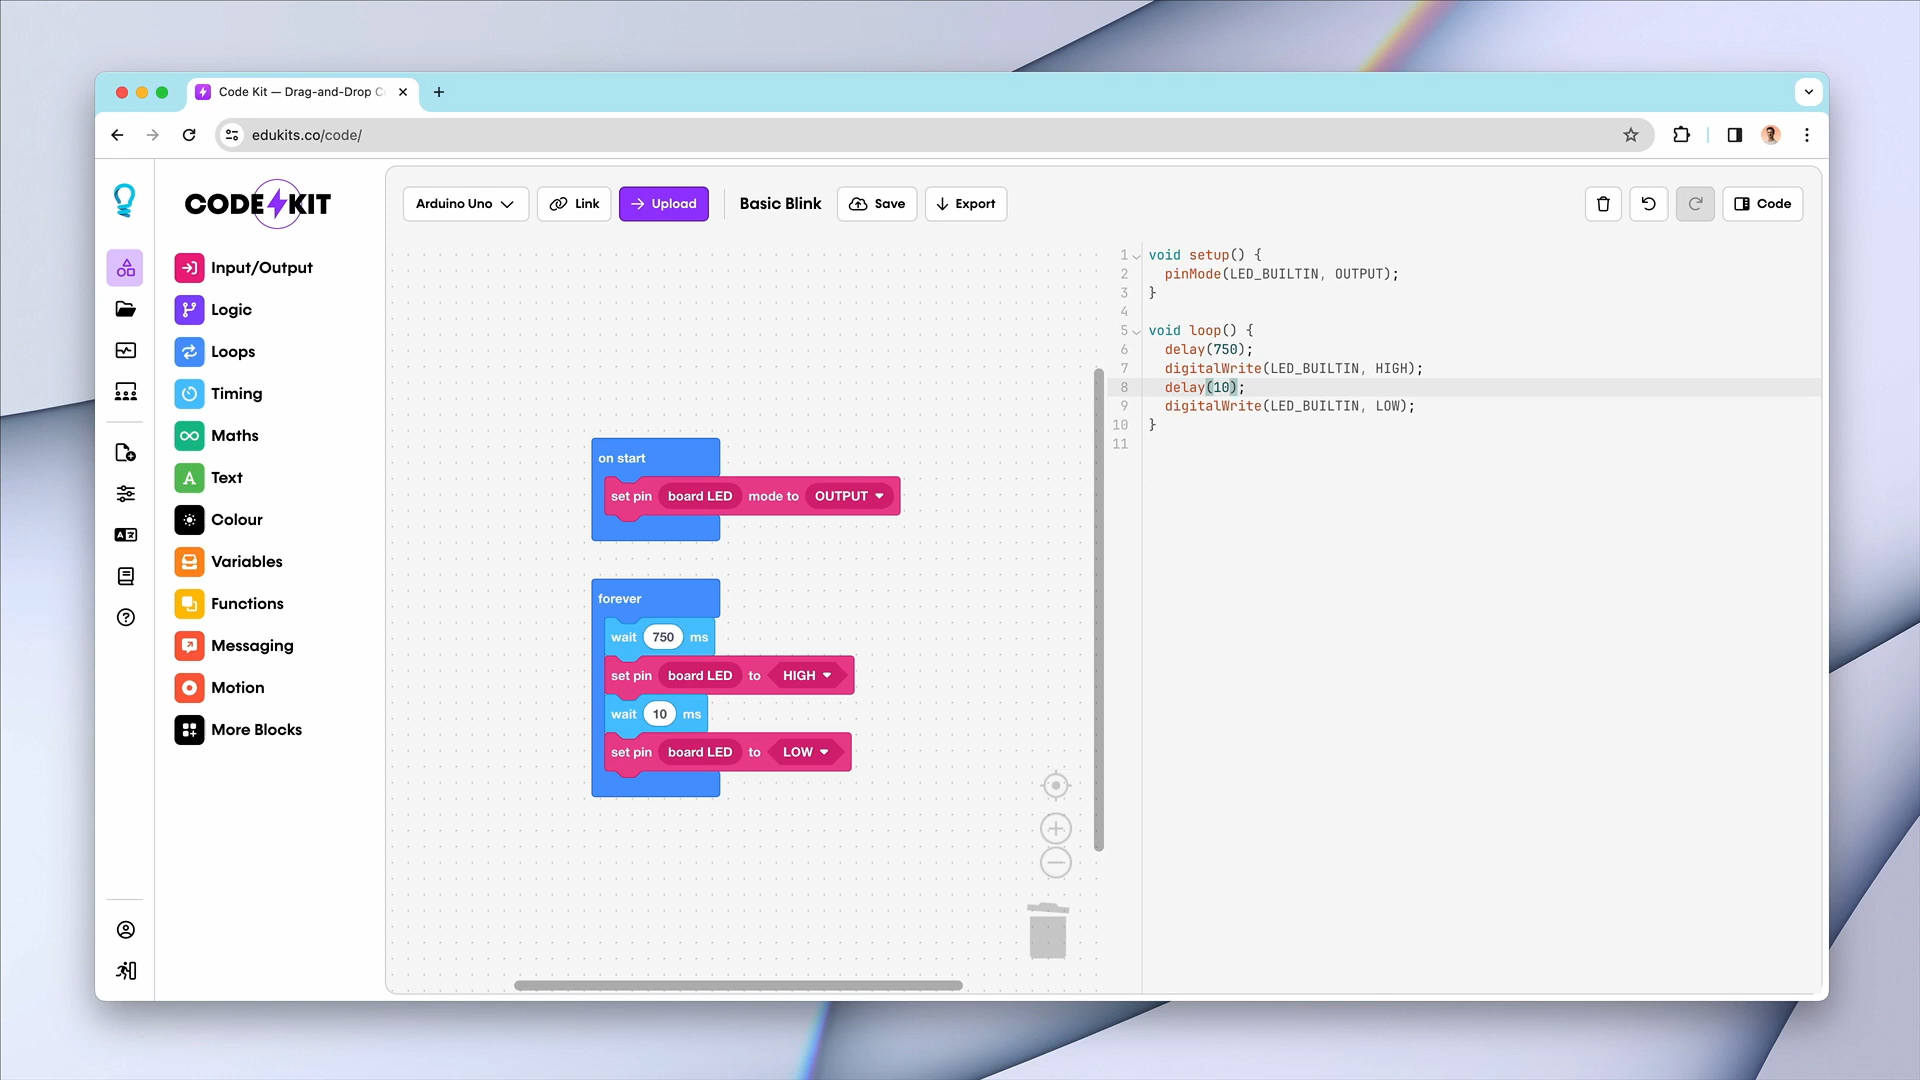 Code Kit — Drag-and-Drop C
edukits.co/code/
CODE KIT
Arduino Uno
Link
Upload
Basic Blink
Save
Export
Code
Input/Output
Logic
Loops
Timing
Maths
Text
Colour
Variables
Functions
Messaging
Motion
More Blocks
on start
set pin board LED mode to OUTPUT
forever
wait 750 ms
set pin board LED to HIGH
wait 10 ms
set pin board LED to LOW
1 void setup() {
2 pinMode(LED_BUILTIN, OUTPUT);
3 }
4
5 void loop() {
6 delay(750);
7 digitalWrite(LED_BUILTIN, HIGH);
8 delay(10);
9 digitalWrite(LED_BUILTIN, LOW);
10 }
11